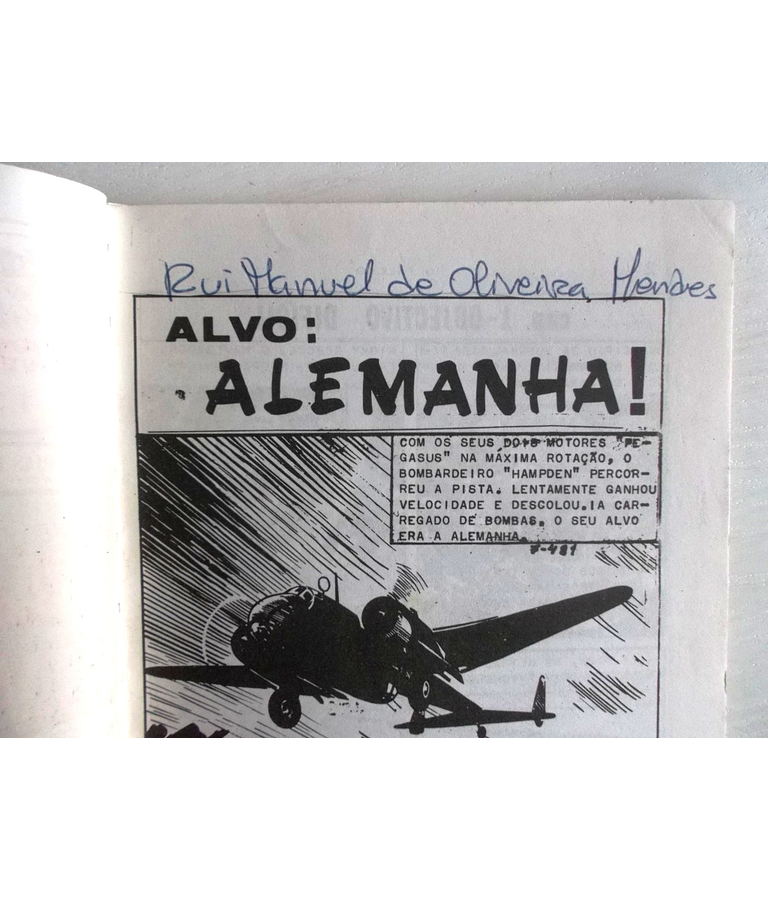 Rui Manuel de Oliveira Mendes
ALVO:
ALEMANHA!
COM OS SEUS DOIS MOTORES "PE-
GASUS" NA MÁXIMA ROTAÇÃO, O
BOMBARDEIRO "HAMPDEN" PERCOR-
REU A PISTA. LENTAMENTE GANHOU
VELOCIDADE E DESCOLOU.IA CAR-
REGADO DE BOMBAS. O SEU ALVO
ERA A ALEMANHA.